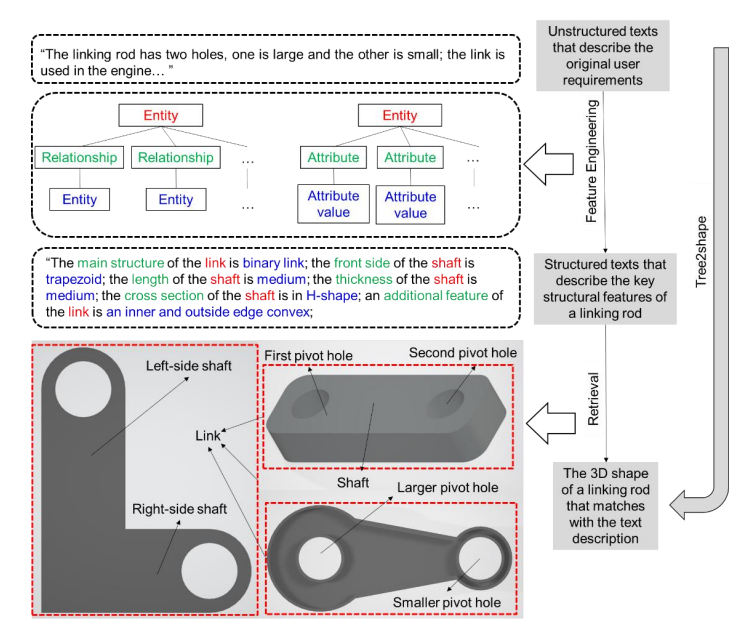 Unstructured texts
that describe the
original user
requirements
“The linking rod has two holes, one is large and the other is small; the link is
used in the engine… ”
Entity
Entity
Relationship
Relationship
…
Attribute
Attribute
…
Entity
Entity
…
Attribute
value
Attribute
value
…
Feature Engineering
Tree2shape
“The main structure of the link is binary link; the front side of the shaft is
trapezoid; the length of the shaft is medium; the thickness of the shaft is
medium; the cross section of the shaft is in H-shape; an additional feature of
the link is an inner and outside edge convex;
Structured texts that
describe the key
structural features of
a linking rod
Retrieval
Left-side shaft
First pivot hole
Second pivot hole
Link
Shaft
Right-side shaft
Larger pivot hole
Smaller pivot hole
The 3D shape
of a linking rod
that matches
with the text
description